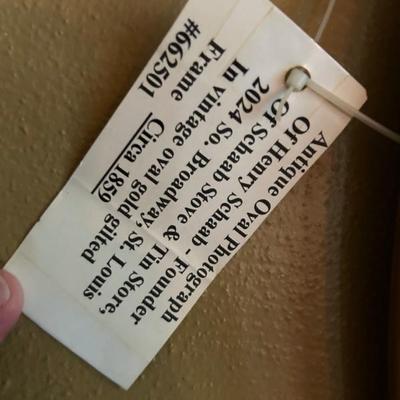 Antique Oval Photograph
Of Henry Schaab - Founder
Of Schaab Stove & Tin Store,
2024 So. Broadway, St. Louis
In vintage oval gold gilted
Frame Circa 1859
#662501